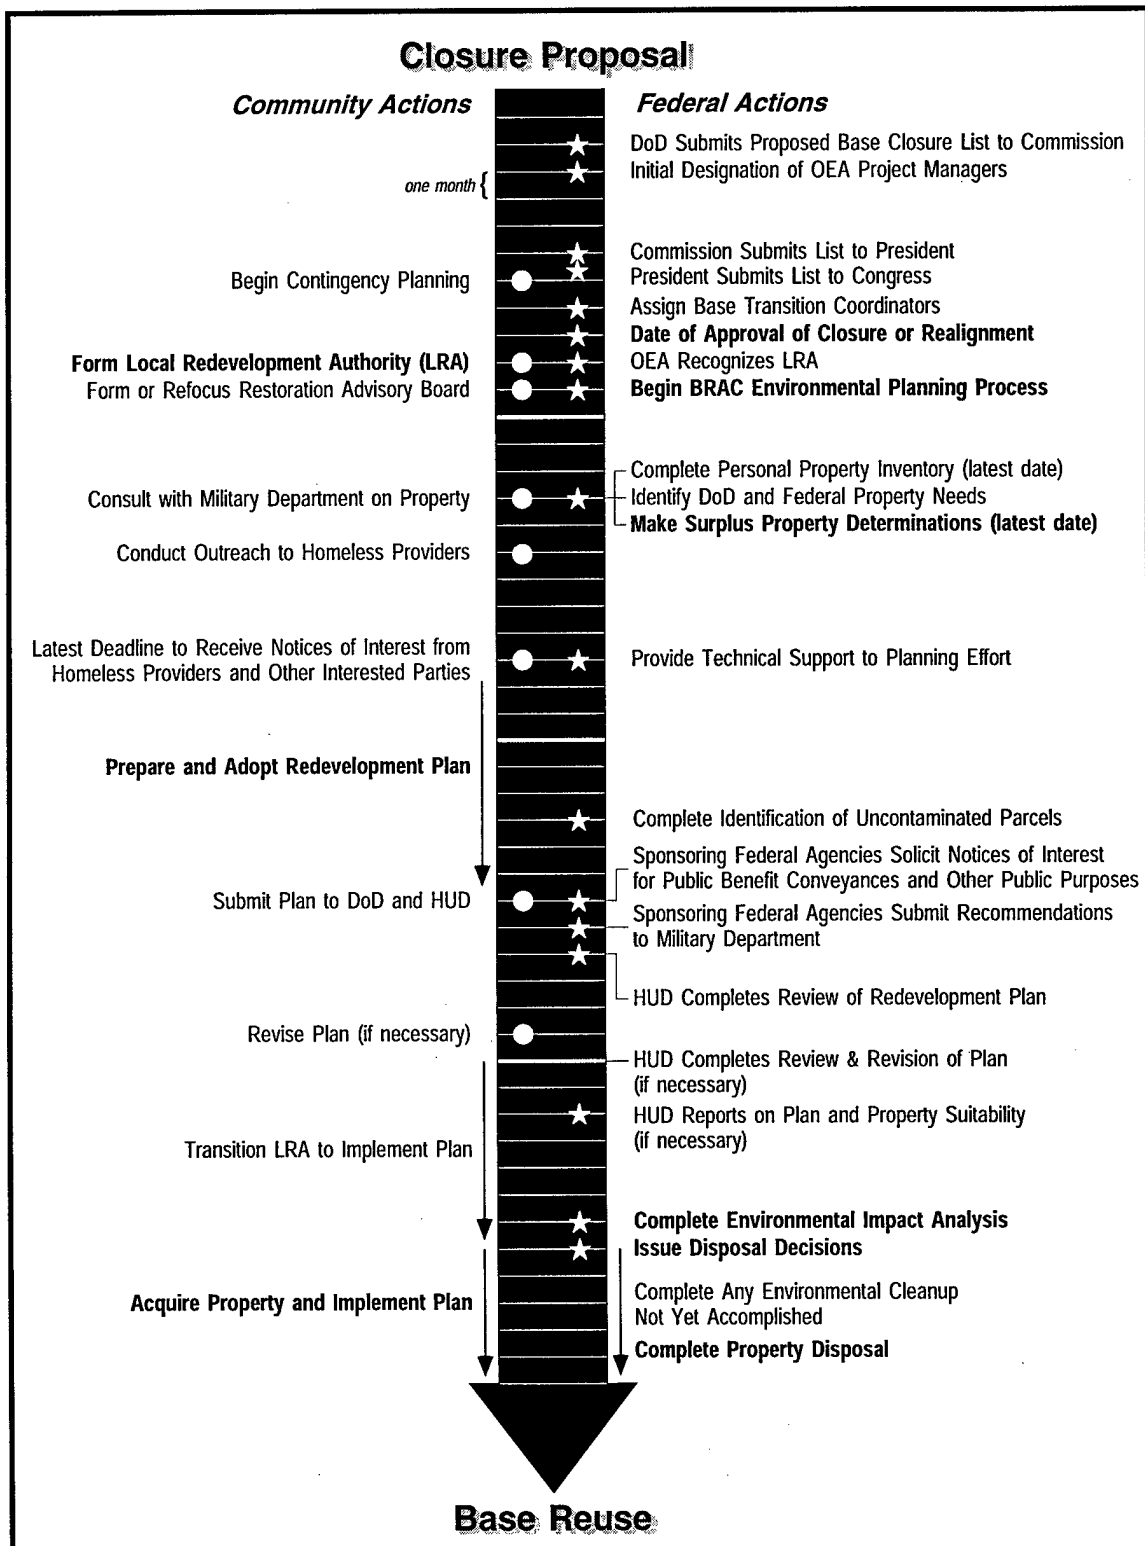 Closure Proposal
Community Actions
Federal Actions
DoD Submits Proposed Base Closure List to Commission
Initial Designation of OEA Project Managers
one month {
Commission Submits List to President
President Submits List to Congress
Begin Contingency Planning
Assign Base Transition Coordinators
Date of Approval of Closure or Realignment
Form Local Redevelopment Authority (LRA)
OEA Recognizes LRA
Form or Refocus Restoration Advisory Board
Begin BRAC Environmental Planning Process
Complete Personal Property Inventory (latest date)
Consult with Military Department on Property
Identify DoD and Federal Property Needs
Make Surplus Property Determinations (latest date)
Conduct Outreach to Homeless Providers
Latest Deadline to Receive Notices of Interest from
Homeless Providers and Other Interested Parties
Provide Technical Support to Planning Effort
Prepare and Adopt Redevelopment Plan
Complete Identification of Uncontaminated Parcels
Sponsoring Federal Agencies Solicit Notices of Interest
for Public Benefit Conveyances and Other Public Purposes
Submit Plan to DoD and HUD
Sponsoring Federal Agencies Submit Recommendations
to Military Department
HUD Completes Review of Redevelopment Plan
Revise Plan (if necessary)
HUD Completes Review & Revision of Plan
(if necessary)
HUD Reports on Plan and Property Suitability
(if necessary)
Transition LRA to Implement Plan
Complete Environmental Impact Analysis
Issue Disposal Decisions
Acquire Property and Implement Plan
Complete Any Environmental Cleanup
Not Yet Accomplished
Complete Property Disposal
Base Reuse